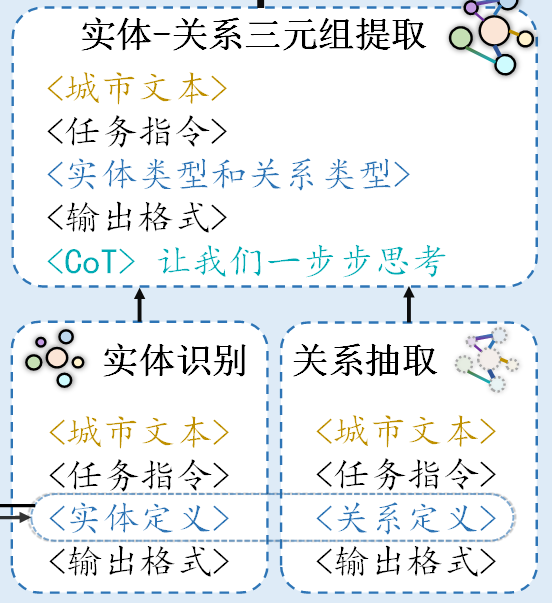 实体-关系三元组提取
<城市文本>
<任务指令>
<实体类型和关系类型>
<输出格式>
<CoT> 让我们一步步思考
实体识别
<城市文本>
<任务指令>
<实体定义>
<输出格式>
关系抽取
<城市文本>
<任务指令>
<关系定义>
<输出格式>